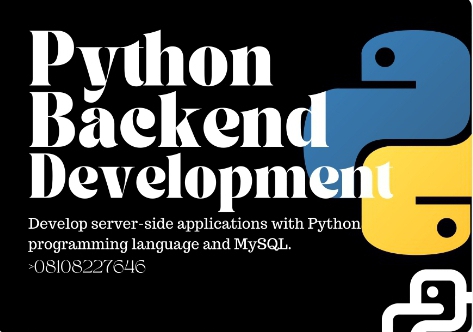 Python
Backend
Development
Develop server-side applications with Python
programming language and MySQL.
>08108227646